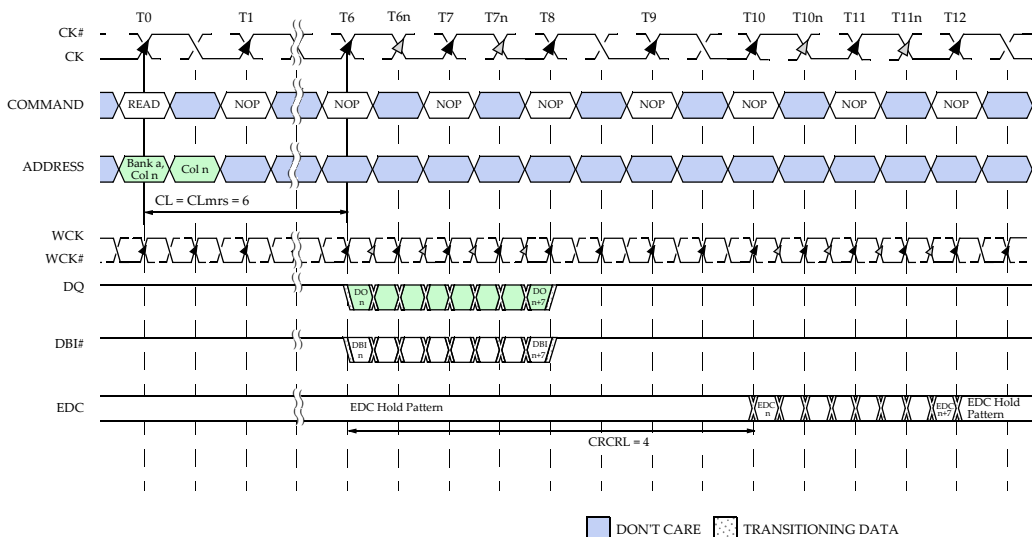 T0 T1 T6 T6n T7 T7n T8 T9 T10 T10n T11 T11n T12
CK#
CK
COMMAND READ NOP NOP NOP NOP NOP NOP NOP NOP
ADDRESS Bank a, Col n Col n
CL = CLmrs = 6
WCK
WCK#
DQ DO n DO n+7
DBI# DBI n DBI n+7
EDC EDC Hold Pattern EDC n EDC n+7 EDC Hold Pattern
CRCRL = 4
DON'T CARE TRANSITIONING DATA